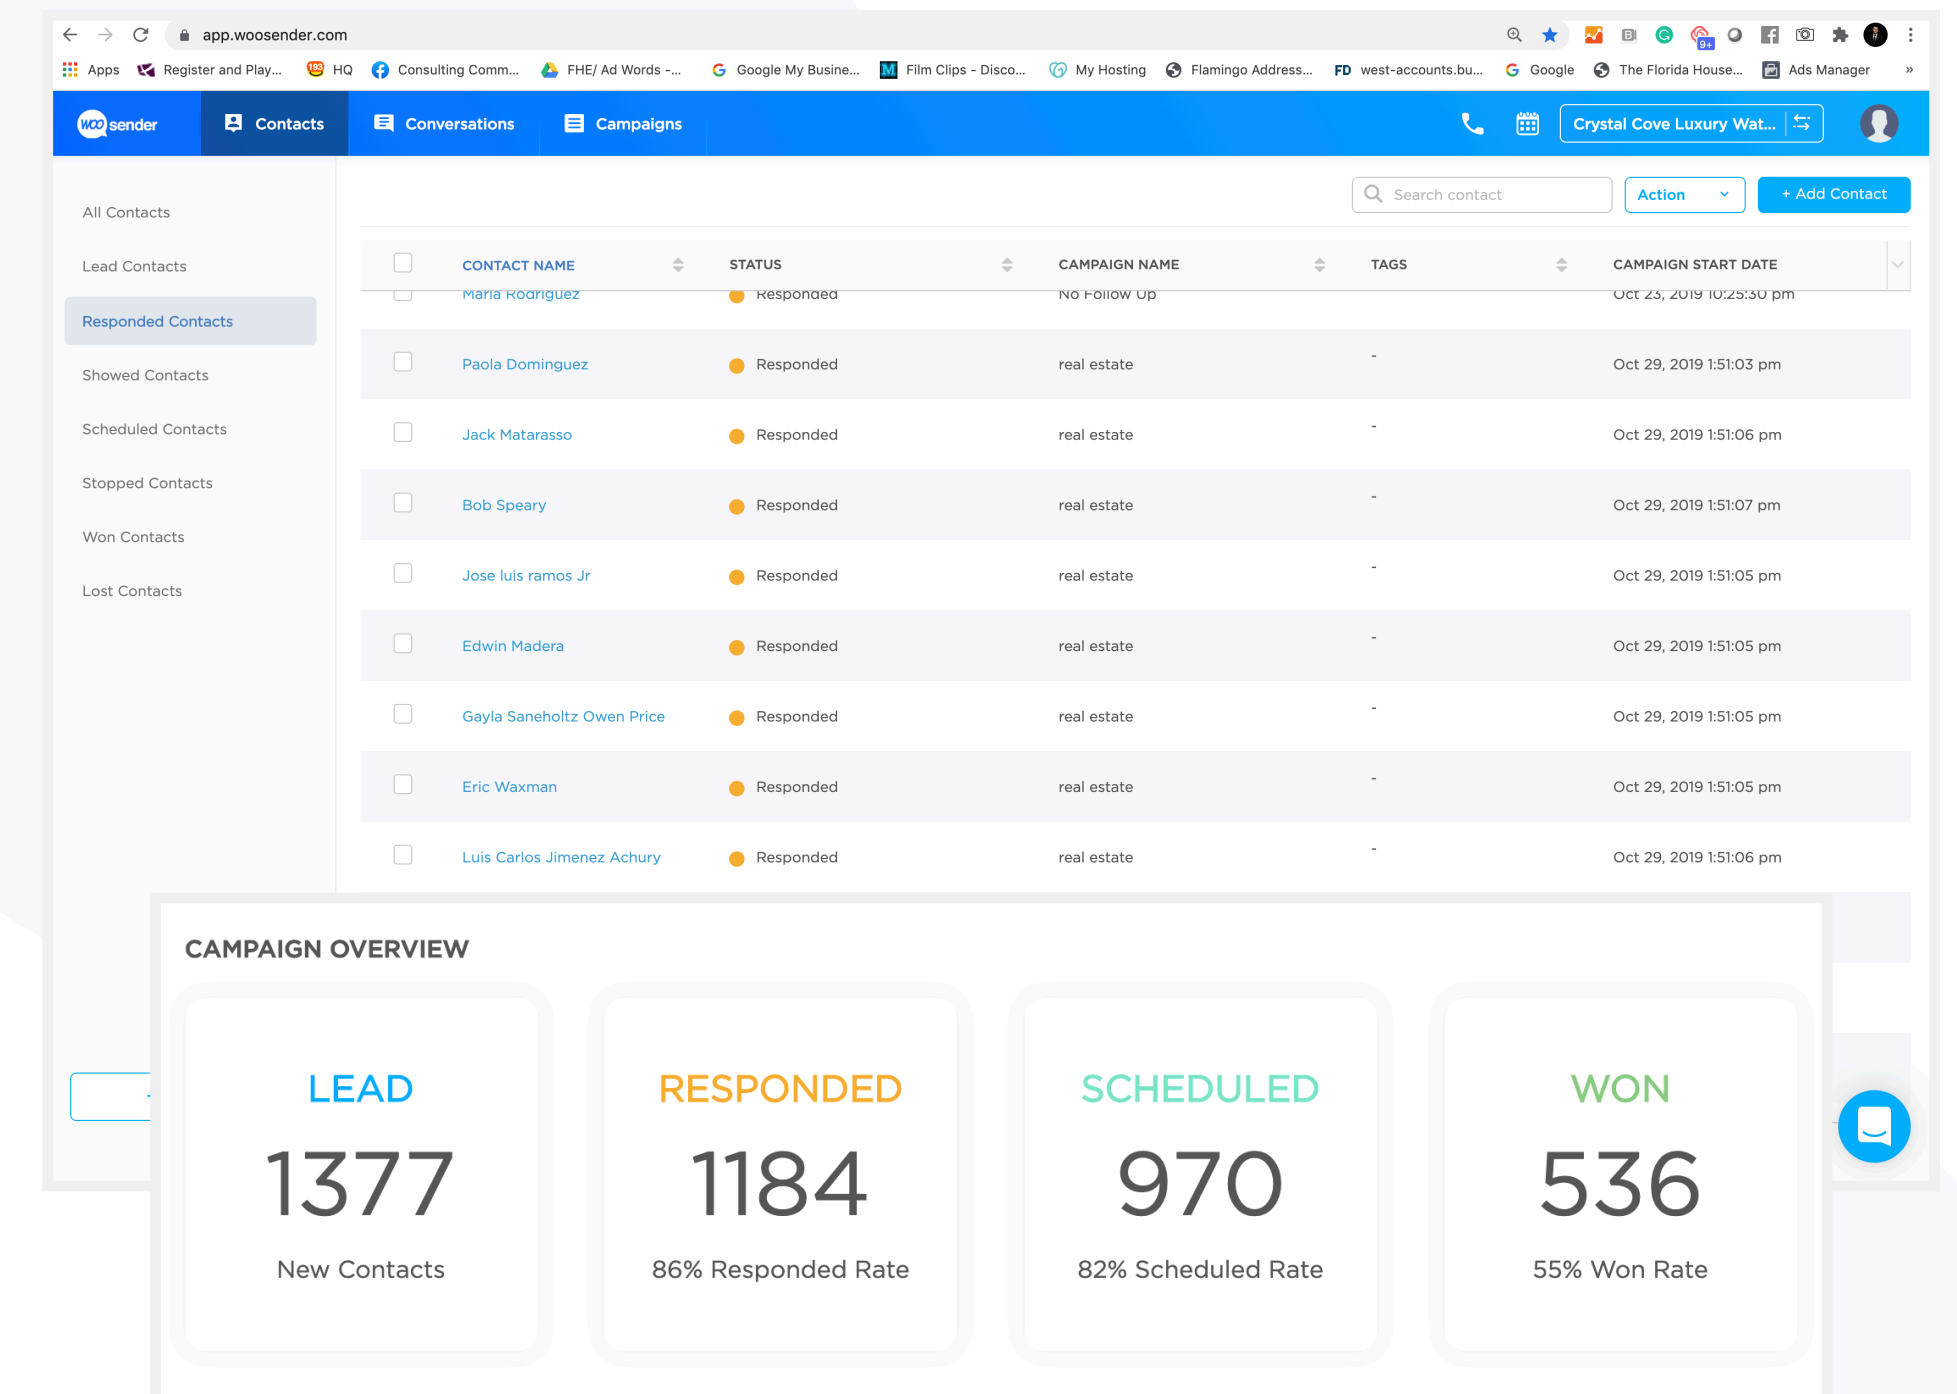 app.woosender.com
9+
Apps Register and Play... 193 HQ Consulting Comm... FHE/ Ad Words -... Google My Busine... Film Clips - Disco... My Hosting Flamingo Address... FD west-accounts.bu... Google The Florida House... Ads Manager »
woo sender Contacts Conversations Campaigns Crystal Cove Luxury Wat...
Search contact Action + Add Contact
All Contacts
Lead Contacts
Responded Contacts
Showed Contacts
Scheduled Contacts
Stopped Contacts
Won Contacts
Lost Contacts
CONTACT NAME STATUS CAMPAIGN NAME TAGS CAMPAIGN START DATE
Maria Rodriguez Responded No Follow Up Oct 23, 2019 10:25:30 pm
Paola Dominguez Responded real estate - Oct 29, 2019 1:51:03 pm
Jack Matarasso Responded real estate - Oct 29, 2019 1:51:06 pm
Bob Speary Responded real estate - Oct 29, 2019 1:51:07 pm
Jose luis ramos Jr Responded real estate - Oct 29, 2019 1:51:05 pm
Edwin Madera Responded real estate - Oct 29, 2019 1:51:05 pm
Gayla Saneholtz Owen Price Responded real estate - Oct 29, 2019 1:51:05 pm
Eric Waxman Responded real estate - Oct 29, 2019 1:51:05 pm
Luis Carlos Jimenez Achury Responded real estate - Oct 29, 2019 1:51:06 pm
CAMPAIGN OVERVIEW
LEAD
1377
New Contacts
RESPONDED
1184
86% Responded Rate
SCHEDULED
970
82% Scheduled Rate
WON
536
55% Won Rate